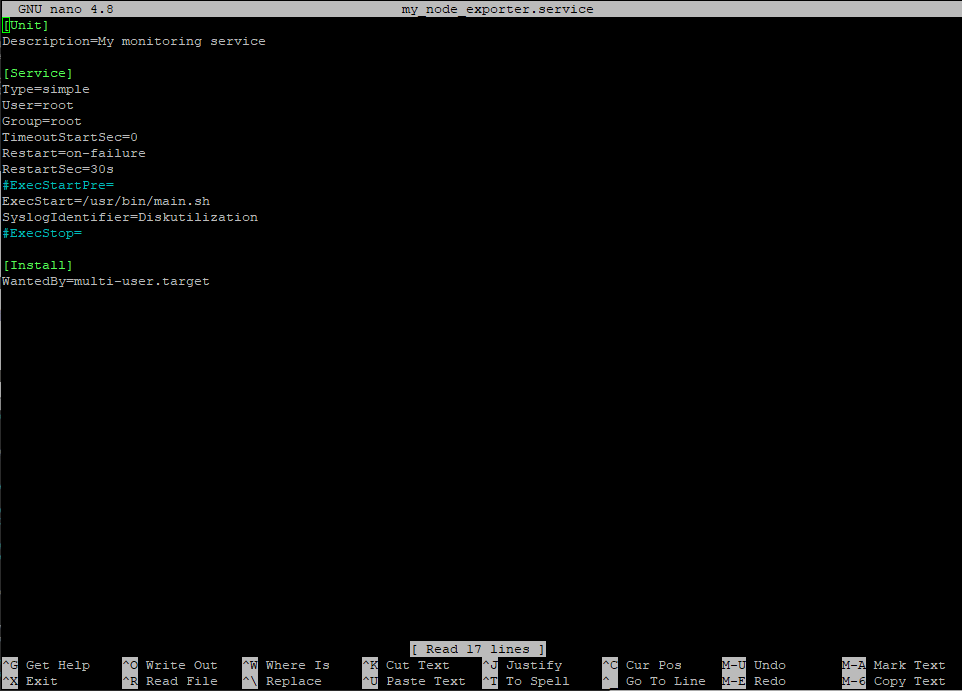 GNU nano 4.8 my_node_exporter.service
[Unit]
Description=My monitoring service
[Service]
Type=simple
User=root
Group=root
TimeoutStartSec=0
Restart=on-failure
RestartSec=30s
#ExecStartPre=
ExecStart=/usr/bin/main.sh
SyslogIdentifier=Diskutilization
#ExecStop=
[Install]
WantedBy=multi-user.target
[ Read 17 lines ]
^G Get Help ^O Write Out ^W Where Is ^K Cut Text ^J Justify ^C Cur Pos M-U Undo M-A Mark Text
^X Exit ^R Read File ^\ Replace ^U Paste Text ^T To Spell ^_ Go To Line M-E Redo M-6 Copy Text